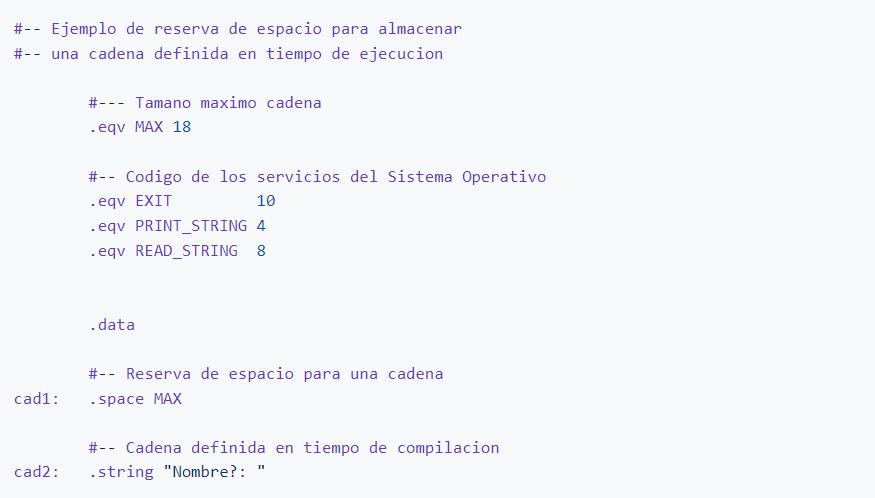 #-- Ejemplo de reserva de espacio para almacenar
#-- una cadena definida en tiempo de ejecucion
#--- Tamano maximo cadena
.eqv MAX 18
#-- Codigo de los servicios del Sistema Operativo
.eqv EXIT         10
.eqv PRINT_STRING 4
.eqv READ_STRING  8
.data
#-- Reserva de espacio para una cadena
cad1:   .space MAX
#-- Cadena definida en tiempo de compilacion
cad2:   .string "Nombre?: "